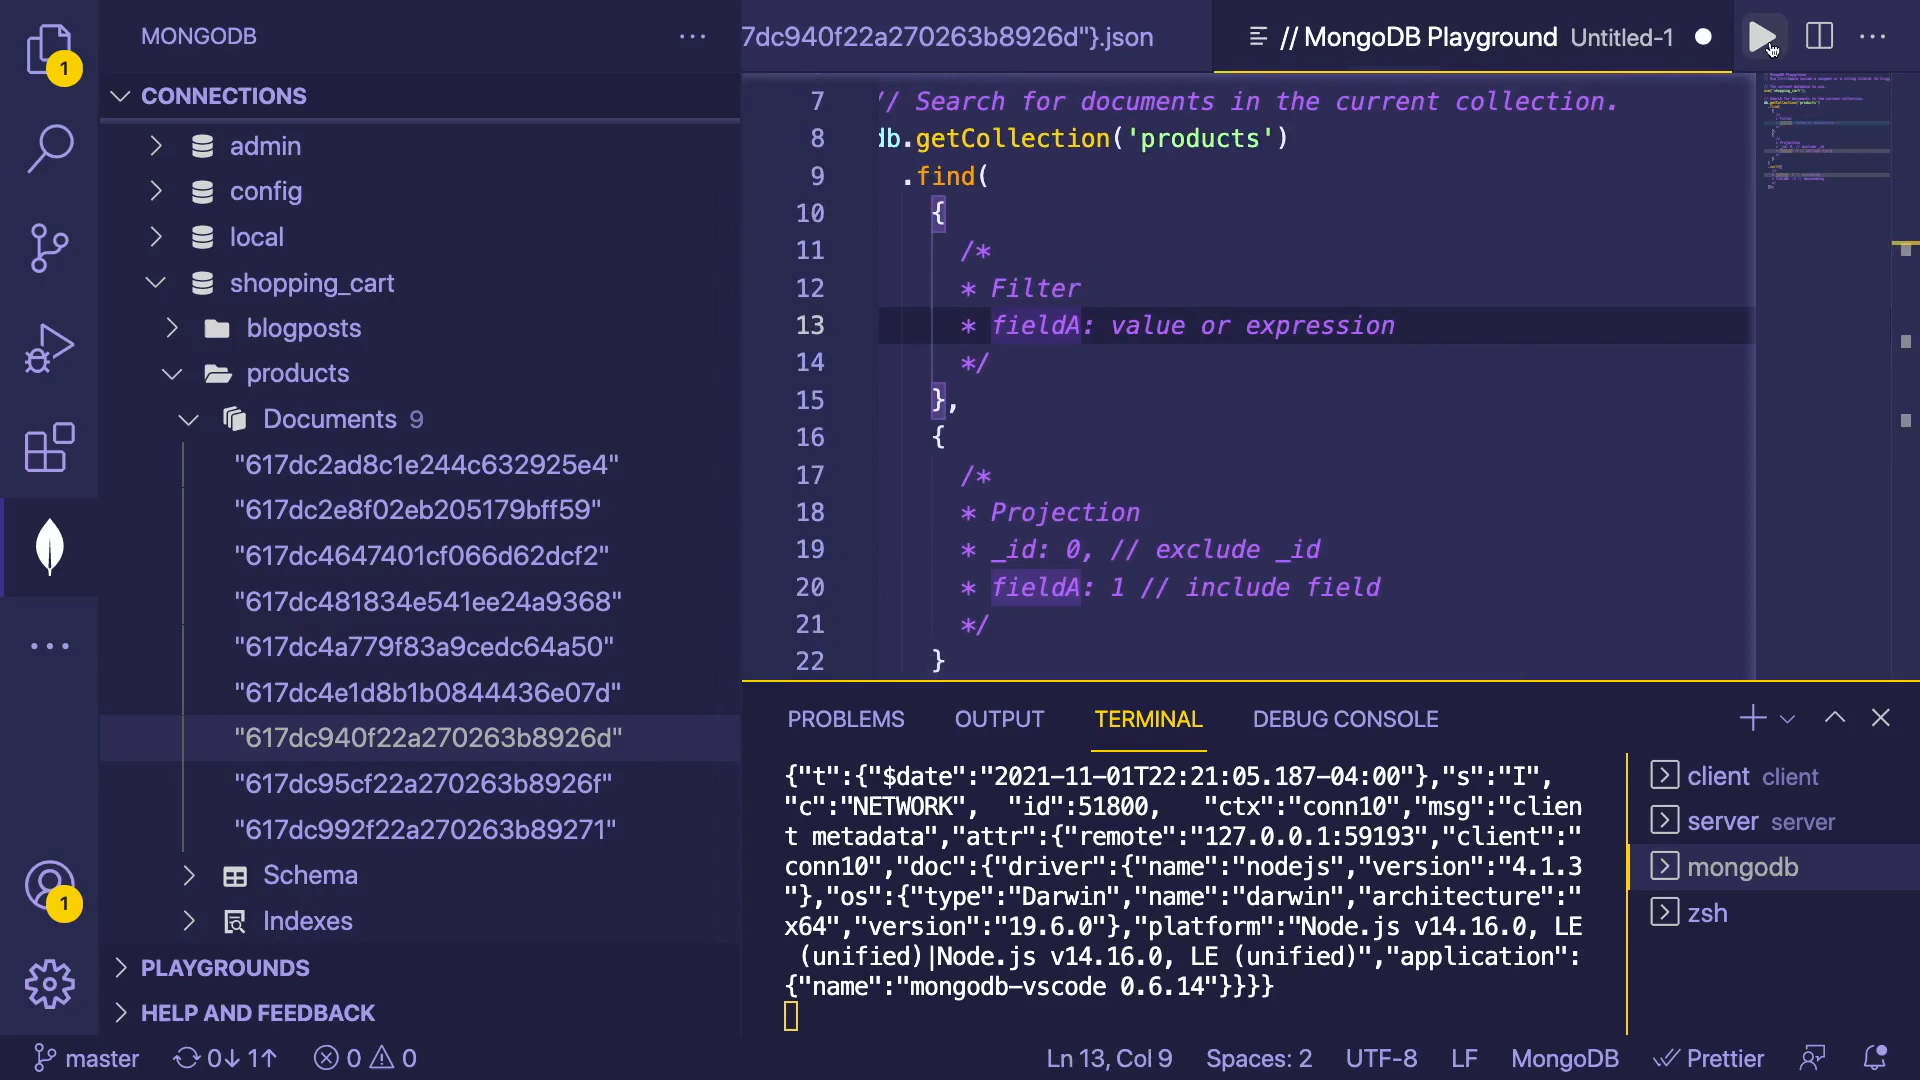 1
MONGODB
CONNECTIONS
admin
config
local
shopping_cart
blogposts
products
Documents 9
"617dc2ad8c1e244c632925e4"
"617dc2e8f02eb205179bff59"
"617dc4647401cf066d62dcf2"
"617dc481834e541ee24a9368"
"617dc4a779f83a9cedc64a50"
"617dc4e1d8b1b0844436e07d"
"617dc940f22a270263b8926d"
"617dc95cf22a270263b8926f"
"617dc992f22a270263b89271"
Schema
Indexes
PLAYGROUNDS
HELP AND FEEDBACK
1
7dc940f22a270263b8926d"}.json
// MongoDB Playground Untitled-1
7 // Search for documents in the current collection.
8 db.getCollection('products')
9 .find(
10 {
11 /*
12 * Filter
13 * fieldA: value or expression
14 */
15 },
16 {
17 /*
18 * Projection
19 * _id: 0, // exclude _id
20 * fieldA: 1 // include field
21 */
22 }
PROBLEMS OUTPUT TERMINAL DEBUG CONSOLE
{"t":{"$date":"2021-11-01T22:21:05.187-04:00"},"s":"I",
"c":"NETWORK", "id":51800, "ctx":"conn10","msg":"clien
t metadata","attr":{"remote":"127.0.0.1:59193","client":"
conn10","doc":{"driver":{"name":"nodejs","version":"4.1.3
"},"os":{"type":"Darwin","name":"darwin","architecture":"
x64","version":"19.6.0"},"platform":"Node.js v14.16.0, LE
(unified)|Node.js v14.16.0, LE (unified)","application":
{"name":"mongodb-vscode 0.6.14"}}}}
client client
server server
mongodb
zsh
master 0↓ 1↑ 0 0 Ln 13, Col 9 Spaces: 2 UTF-8 LF MongoDB Prettier